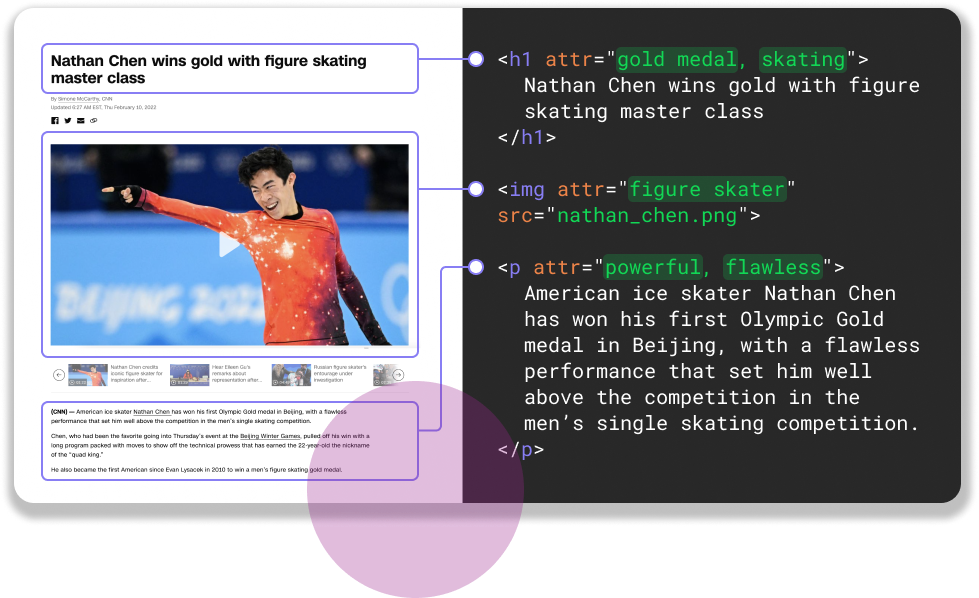 Nathan Chen wins gold with figure skating
master class
By Simone McCarthy, CNN
Updated 6:27 AM EST, Thu February 10, 2022
BEIJING 2022
Nathan Chen credits
iconic figure skater for
inspiration after...
Hear Eileen Gu's
remarks about
representation after...
Russian figure skater's
entourage under
investigation
(CNN) — American ice skater Nathan Chen has won his first Olympic Gold medal in Beijing, with a flawless
performance that set him well above the competition in the men's single skating competition.
Chen, who had been the favorite going into Thursday's event at the Beijing Winter Games, pulled off his win with a
long program packed with moves to show off the technical prowess that has earned the 22-year-old the nickname
of the "quad king."
He also became the first American since Evan Lysacek in 2010 to win a men's figure skating gold medal.
<h1 attr="gold medal, skating">
Nathan Chen wins gold with figure
skating master class
</h1>
<img attr="figure skater"
src="nathan_chen.png">
<p attr="powerful, flawless">
American ice skater Nathan Chen
has won his first Olympic Gold
medal in Beijing, with a flawless
performance that set him well
above the competition in the
men's single skating competition.
</p>